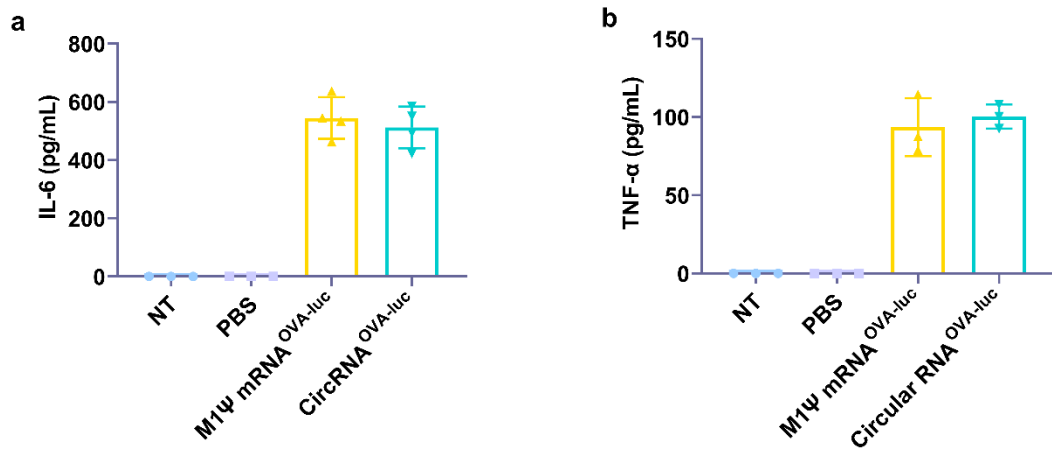 a
IL-6 (pg/mL)
800
600
400
200
0
NT
PBS
M1Ψ mRNA^OVA-luc
CircRNA^OVA-luc
b
TNF-α (pg/mL)
150
100
50
0
NT
PBS
M1Ψ mRNA^OVA-luc
Circular RNA^OVA-luc